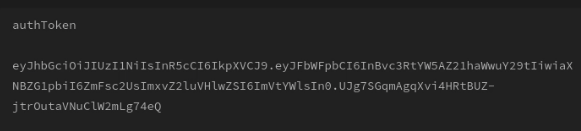 authToken
eyJhbGciOiJIUzI1NiIsInR5cCI6IkpXVCJ9.eyJFbWFpbCI6InBvc3RtYW5AZ21haWwuY29tIiwiaX
NBZG1pbiI6ZmFsc2UsImxvZ2luVHlwZSI6ImVtYWlsIn0.UJg7SGqmAgqXvi4HRtBUZ-
jtrOutaVNuClW2mLg74eQ